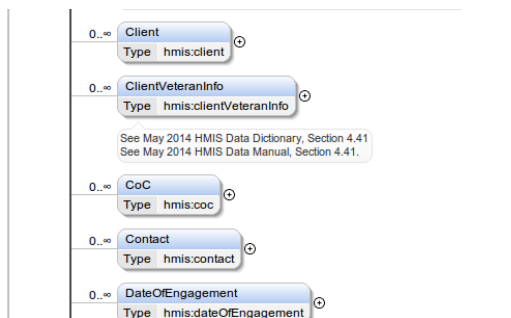 0..∞ Client
Type hmis:client
0..∞ ClientVeteranInfo
Type hmis:clientVeteranInfo
See May 2014 HMIS Data Dictionary, Section 4.41
See May 2014 HMIS Data Manual, Section 4.41.
0..∞ CoC
Type hmis:coc
0..∞ Contact
Type hmis:contact
0..∞ DateOfEngagement
Type hmis:dateOfEngagement